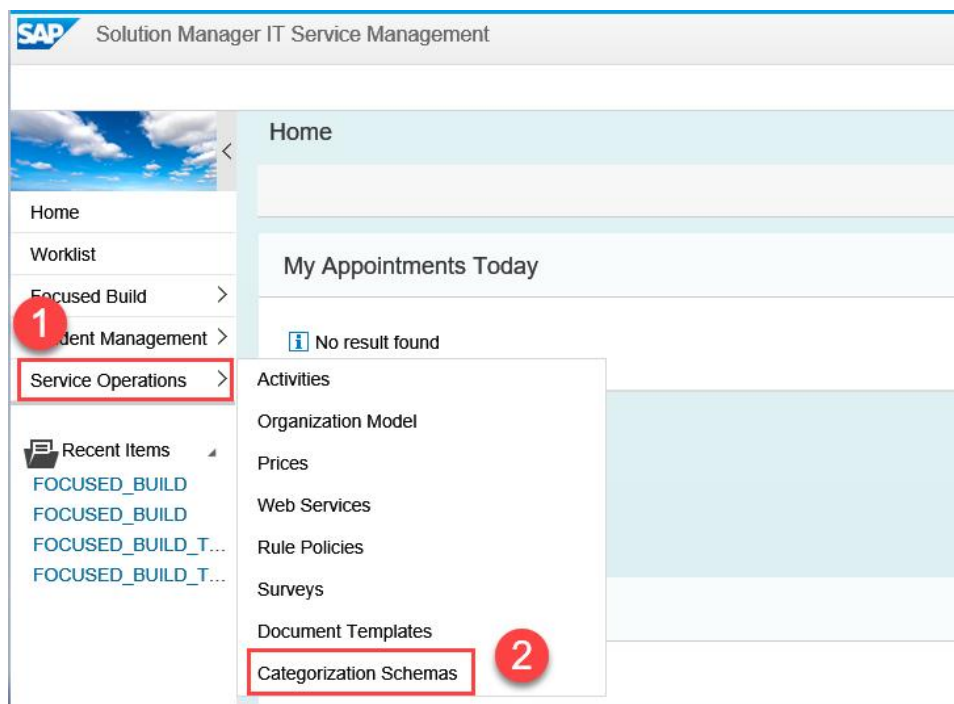 SAP Solution Manager IT Service Management
Home
Home
Worklist
My Appointments Today
Focused Build
1
dent Management
No result found
Service Operations
Activities
Organization Model
Recent Items
Prices
FOCUSED_BUILD
Web Services
FOCUSED_BUILD
FOCUSED_BUILD_T...
Rule Policies
FOCUSED_BUILD_T...
Surveys
Document Templates
2
Categorization Schemas